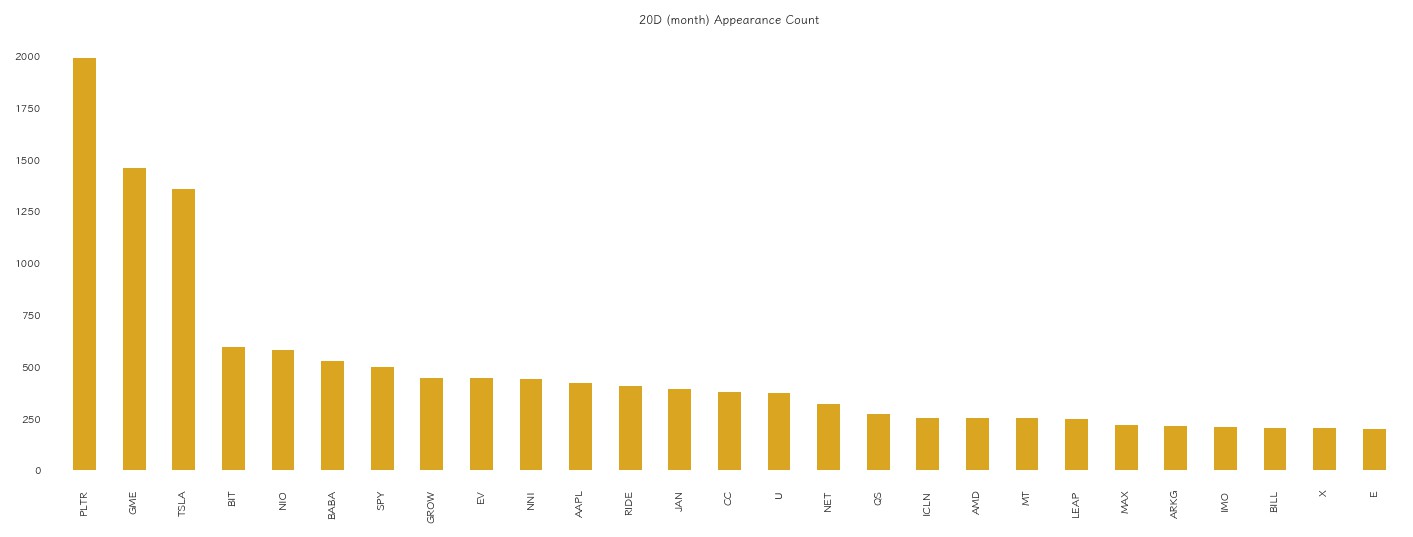 20D (month) Appearance Count
2000
1750
1500
1250
1000
750
500
250
0
PLTR
GME
TSLA
BIT
NIO
BABA
SPY
GROW
EV
NNI
AAPL
RIDE
JAN
CC
U
NET
QS
ICLN
AMD
MT
LEAP
MAX
ARKG
IMO
BILL
X
E